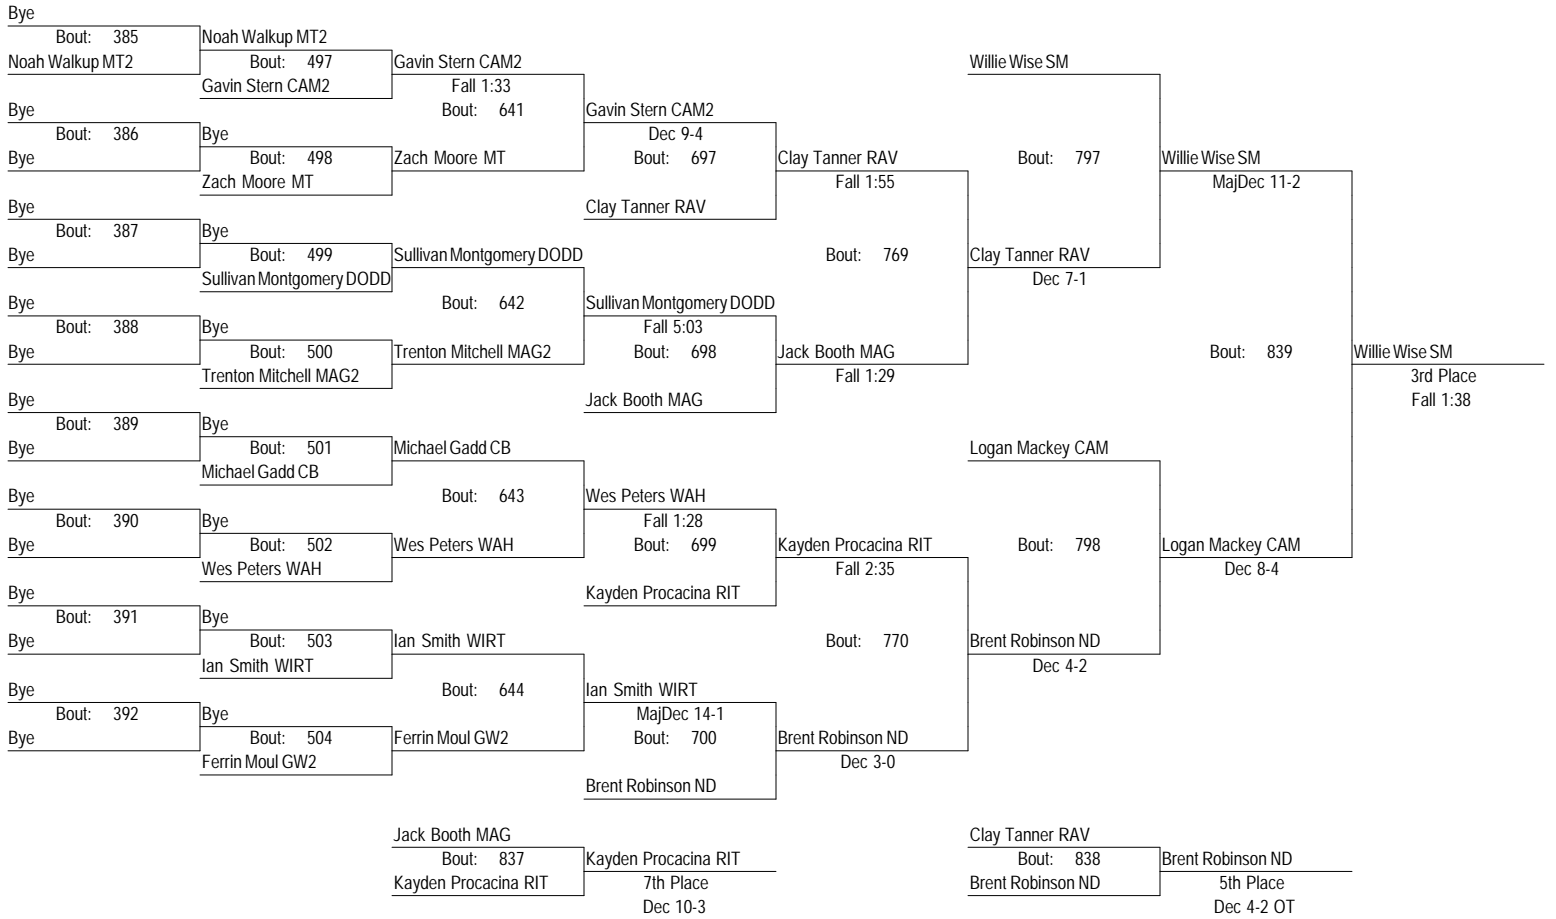 Bye
Bout: 385 Noah Walkup MT2
Noah Walkup MT2 Bout: 497 Gavin Stern CAM2 Willie Wise SM
Gavin Stern CAM2 Fall 1:33
Bye Bout: 641 Gavin Stern CAM2
Bout: 386 Bye Dec 9-4
Bye Bout: 498 Zach Moore MT Bout: 697 Clay Tanner RAV Bout: 797 Willie Wise SM
Zach Moore MT Fall 1:55 MajDec 11-2
Bye Clay Tanner RAV
Bout: 387 Bye
Bye Bout: 499 Sullivan Montgomery DODD Bout: 769 Clay Tanner RAV
Sullivan Montgomery DODD Dec 7-1
Bye Bout: 642 Sullivan Montgomery DODD
Bout: 388 Bye Fall 5:03
Bye Bout: 500 Trenton Mitchell MAG2 Bout: 698 Jack Booth MAG Bout: 839 Willie Wise SM
Trenton Mitchell MAG2 Fall 1:29 3rd Place
Bye Jack Booth MAG Fall 1:38
Bout: 389 Bye
Bye Bout: 501 Michael Gadd CB Logan Mackey CAM
Michael Gadd CB
Bye Bout: 643 Wes Peters WAH
Bout: 390 Bye Fall 1:28
Bye Bout: 502 Wes Peters WAH Bout: 699 Kayden Procacina RIT Bout: 798 Logan Mackey CAM
Wes Peters WAH Fall 2:35 Dec 8-4
Bye Kayden Procacina RIT
Bout: 391 Bye
Bye Bout: 503 Ian Smith WIRT Bout: 770 Brent Robinson ND
Ian Smith WIRT Dec 4-2
Bye Bout: 644 Ian Smith WIRT
Bout: 392 Bye MajDec 14-1
Bye Bout: 504 Ferrin Moul GW2 Bout: 700 Brent Robinson ND
Ferrin Moul GW2 Dec 3-0
Brent Robinson ND
Jack Booth MAG Clay Tanner RAV
Bout: 837 Kayden Procacina RIT Bout: 838 Brent Robinson ND
Kayden Procacina RIT 7th Place Brent Robinson ND 5th Place
Dec 10-3 Dec 4-2 OT